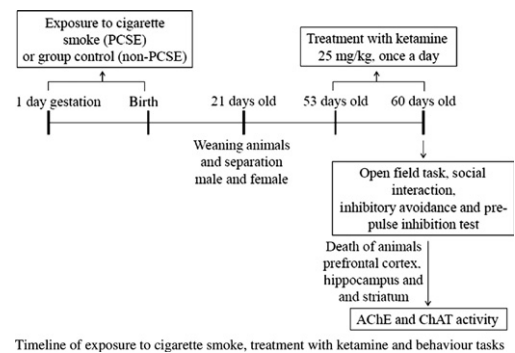 Exposure to cigarette
smoke (PCSE)
or group control (non-PCSE)
Treatment with ketamine
25 mg/kg, once a day
1 day gestation
Birth
21 days old
53 days old
60 days old
Weaning animals
and separation
male and female
Open field task, social
interaction,
inhibitory avoidance and pre-
pulse inhibition test
Death of animals
prefrontal cortex,
hippocampus and
and striatum
AChE and ChAT activity
Timeline of exposure to cigarette smoke, treatment with ketamine and behaviour tasks